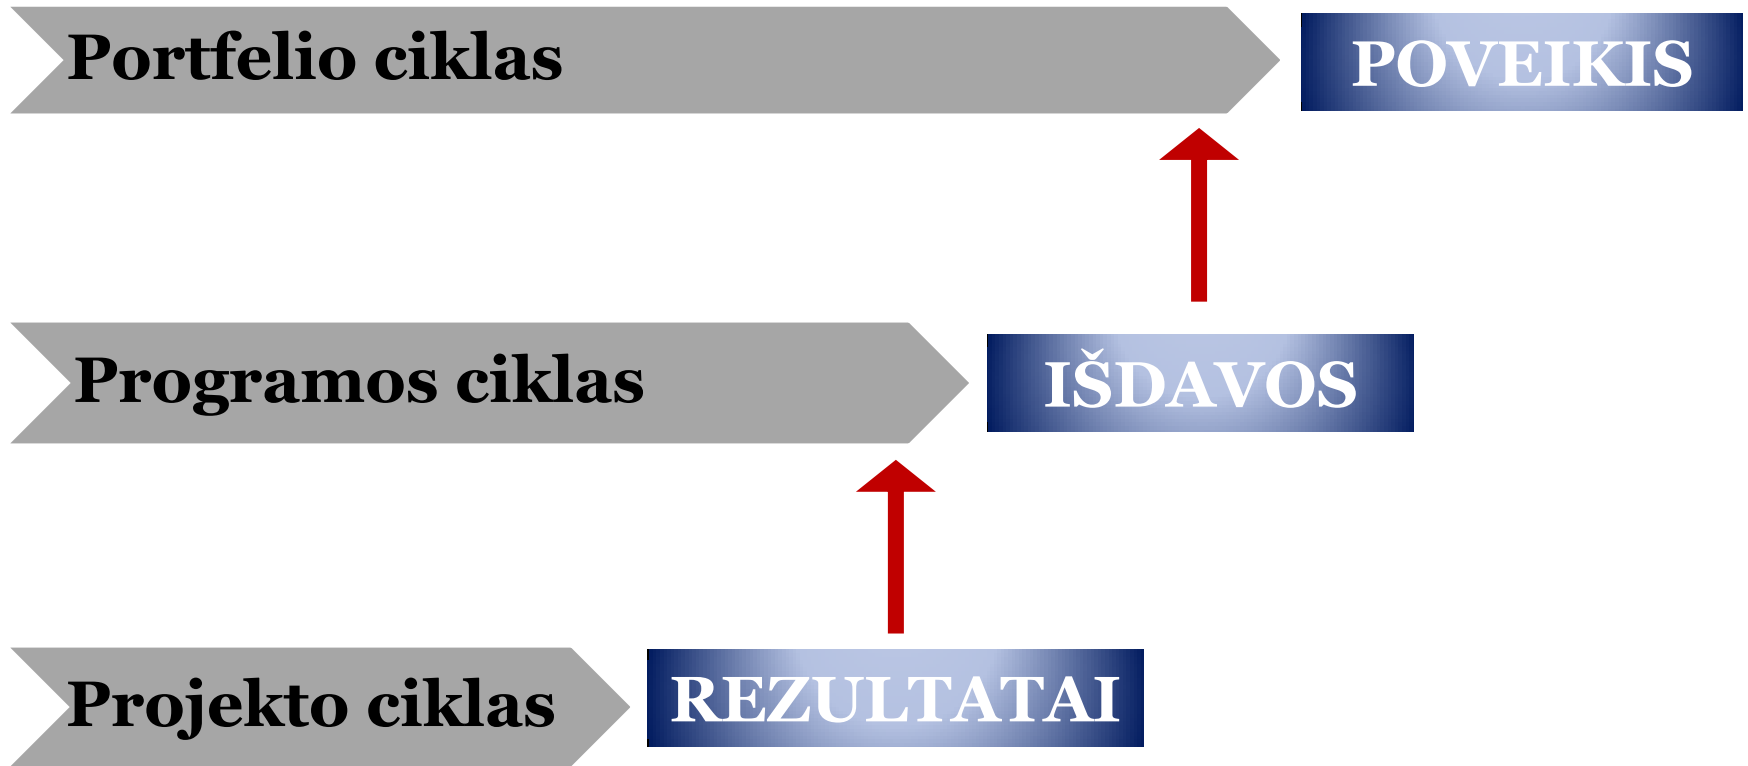 Portfelio ciklas
POVEIKIS
Programos ciklas
IŠDAVOS
Projekto ciklas
REZULTATAI